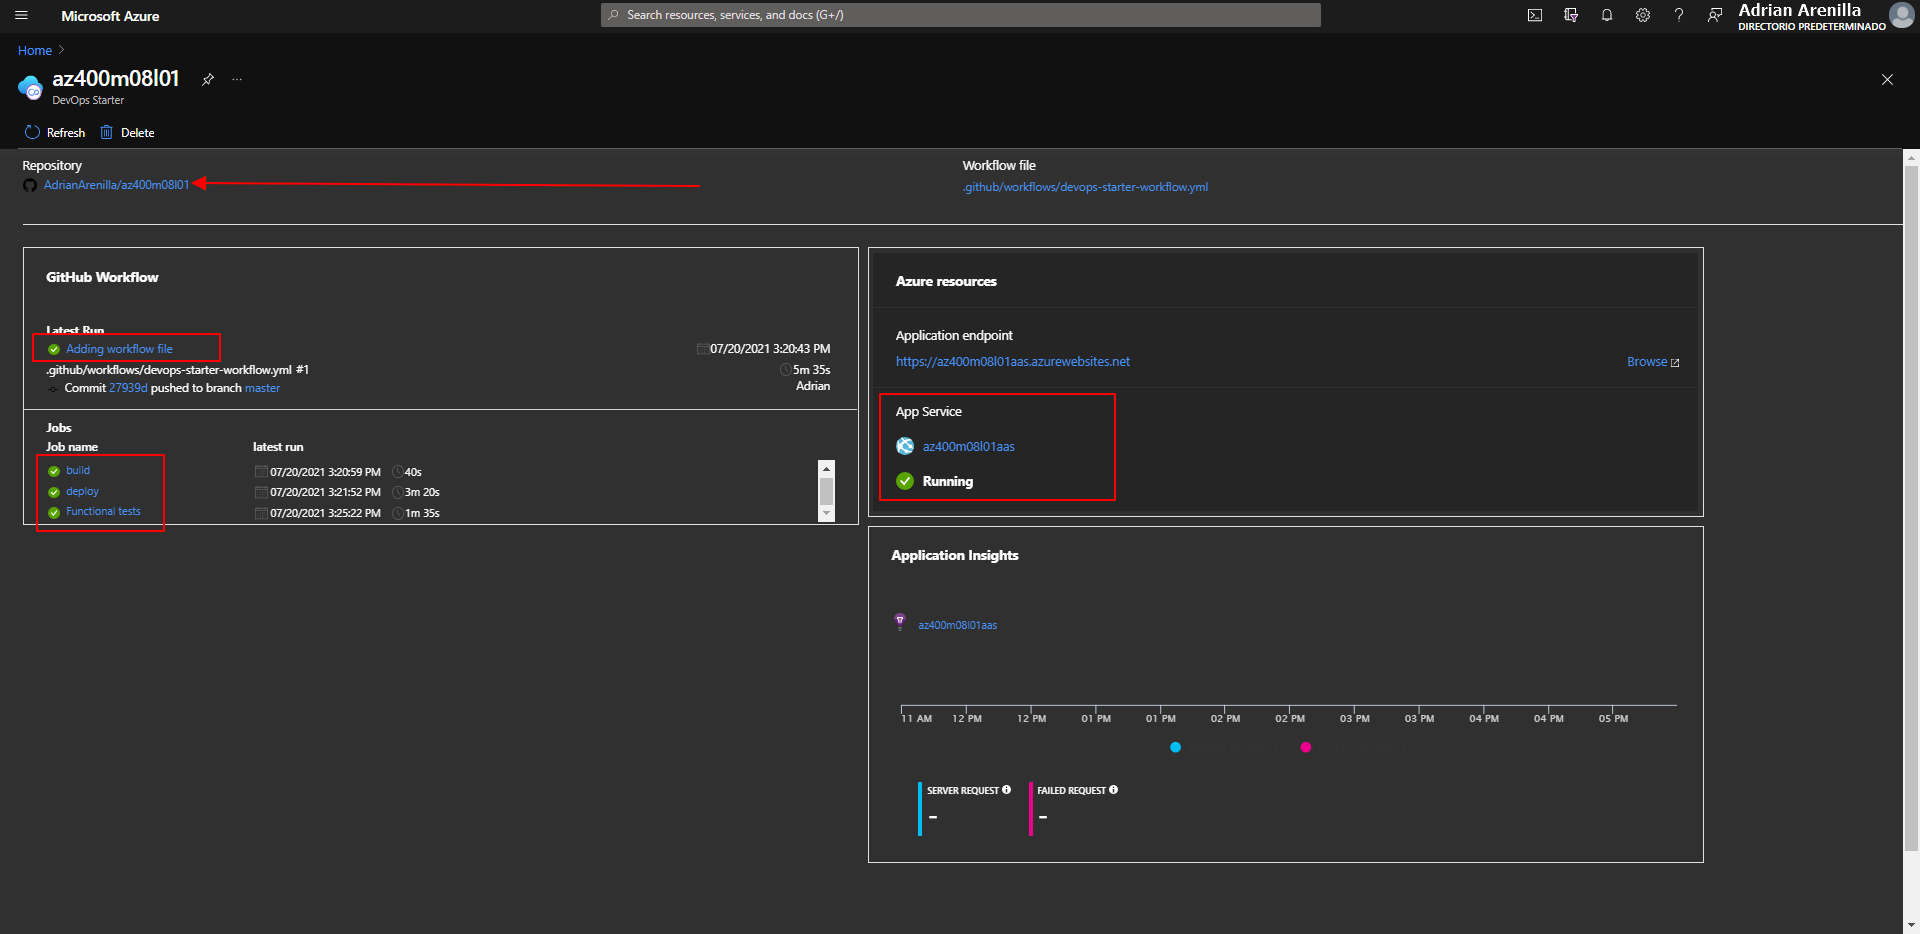 Microsoft Azure
Search resources, services, and docs (G+/)
Adrian Arenilla
DIRECTORIO PREDETERMINADO
Home
az400m08l01
DevOps Starter
Refresh
Delete
Repository
AdrianArenilla/az400m08l01
Workflow file
.github/workflows/devops-starter-workflow.yml
GitHub Workflow
Latest Run
Adding workflow file
07/20/2021 3:20:43 PM
.github/workflows/devops-starter-workflow.yml #1
5m 35s
Commit 27939d pushed to branch master
Adrian
Jobs
Job name latest run
build 07/20/2021 3:20:59 PM 40s
deploy 07/20/2021 3:21:52 PM 3m 20s
Functional tests 07/20/2021 3:25:22 PM 1m 35s
Azure resources
Application endpoint
https://az400m08l01aas.azurewebsites.net
Browse
App Service
az400m08l01aas
Running
Application Insights
az400m08l01aas
11 AM 12 PM 12 PM 01 PM 01 PM 02 PM 02 PM 03 PM 03 PM 04 PM 04 PM 05 PM
SERVER REQUEST FAILED REQUEST
- -